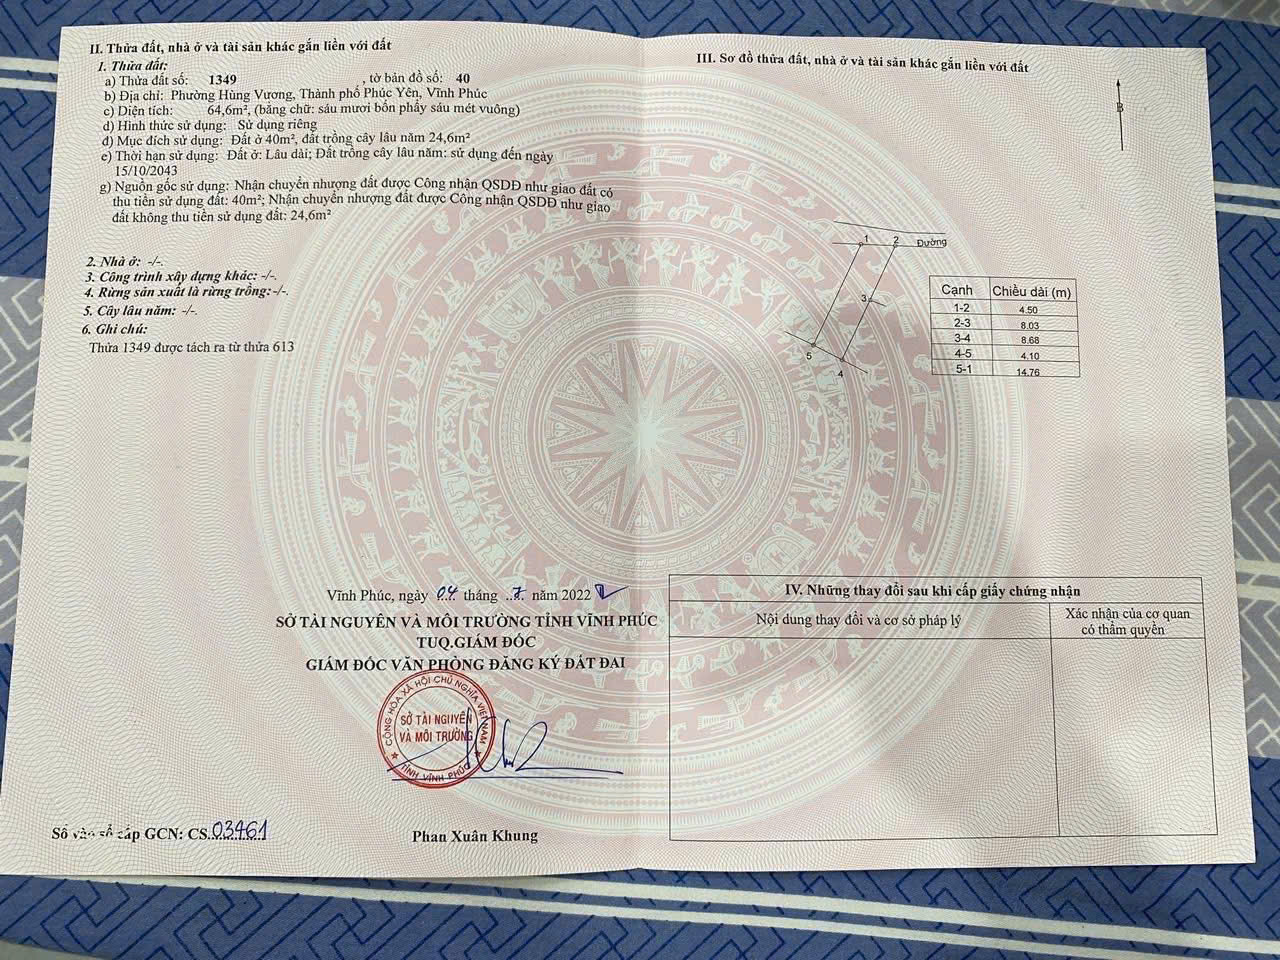 II. Thửa đất, nhà ở và tài sản khác gắn liền với đất
1. Thửa đất:
a) Thửa đất số: 1349 , tờ bản đồ số: 40
b) Địa chỉ: Phường Hùng Vương, Thành phố Phúc Yên, Vĩnh Phúc
c) Diện tích: 64,6m², (bằng chữ: sáu mươi bốn phẩy sáu mét vuông)
d) Hình thức sử dụng: Sử dụng riêng
đ) Mục đích sử dụng: Đất ở 40m², đất trồng cây lâu năm 24,6m²
e) Thời hạn sử dụng: Đất ở: Lâu dài; Đất trồng cây lâu năm: sử dụng đến ngày
15/10/2043
g) Nguồn gốc sử dụng: Nhận chuyển nhượng đất được Công nhận QSDĐ như giao đất có
thu tiền sử dụng đất: 40m²; Nhận chuyển nhượng đất được Công nhận QSDĐ như giao
đất không thu tiền sử dụng đất: 24,6m²
2. Nhà ở: -/-.
3. Công trình xây dựng khác: -/-.
4. Rừng sản xuất là rừng trồng: -/-.
5. Cây lâu năm: -/-.
6. Ghi chú:
Thửa 1349 được tách ra từ thửa 613
Vĩnh Phúc, ngày 04 tháng 7 năm 2022
SỞ TÀI NGUYÊN VÀ MÔI TRƯỜNG TỈNH VĨNH PHÚC
TUQ.GIÁM ĐỐC
GIÁM ĐỐC VĂN PHÒNG ĐĂNG KÝ ĐẤT ĐAI
CỘNG HÒA XÃ HỘI CHỦ NGHĨA VIỆT NAM
SỞ TÀI NGUYÊN
VÀ MÔI TRƯỜNG
TỈNH VĨNH PHÚC
Phan Xuân Khung
Số vào sổ cấp GCN: CS 03461
III. Sơ đồ thửa đất, nhà ở và tài sản khác gắn liền với đất
B
1 2 Đường
3
5
4
Cạnh Chiều dài (m)
1-2 4.50
2-3 8.03
3-4 8.68
4-5 4.10
5-1 14.76
IV. Những thay đổi sau khi cấp giấy chứng nhận
Nội dung thay đổi và cơ sở pháp lý
Xác nhận của cơ quan
có thẩm quyền